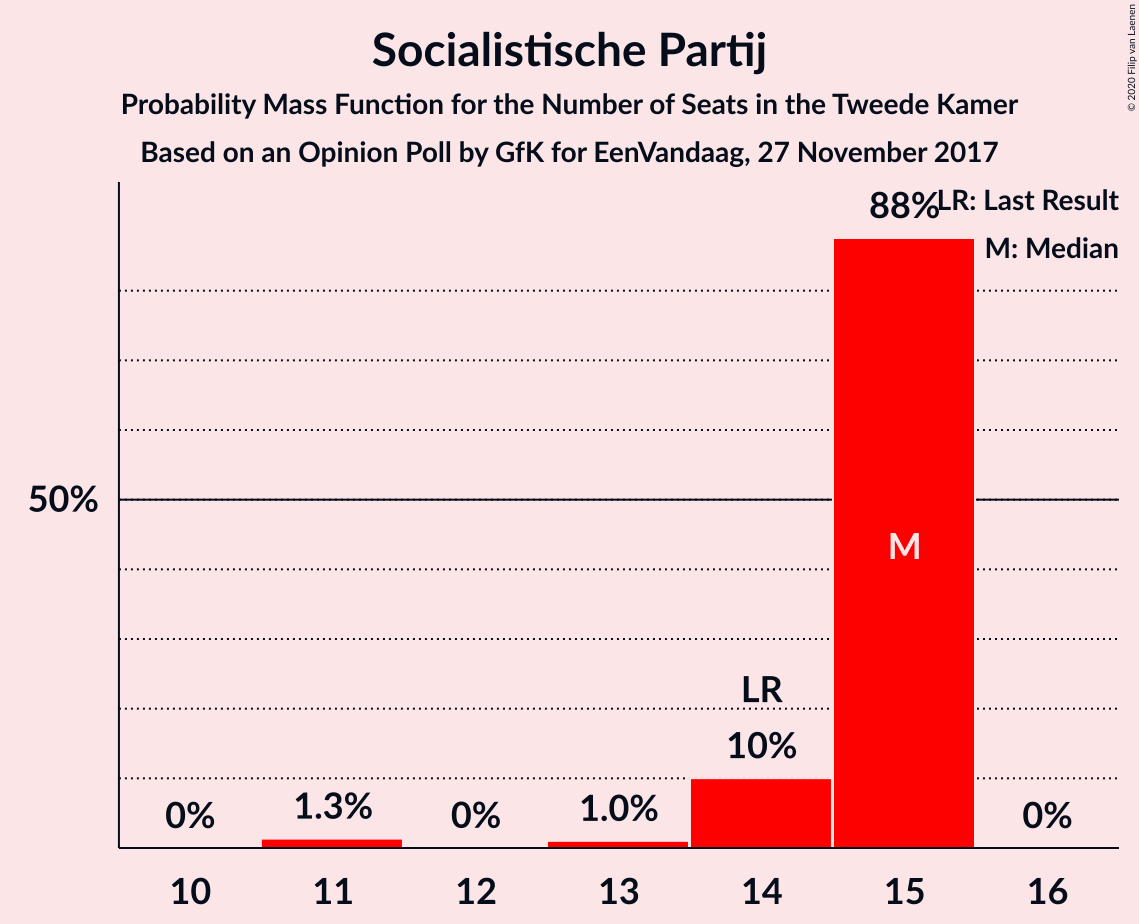 Socialistische Partij
Probability Mass Function for the Number of Seats in the Tweede Kamer
Based on an Opinion Poll by GfK for EenVandaag, 27 November 2017
© 2020 Filip van Laenen
LR: Last Result
M: Median
88%
50%
M
LR
10%
0%
1.3%
0%
1.0%
0%
10
11
12
13
14
15
16